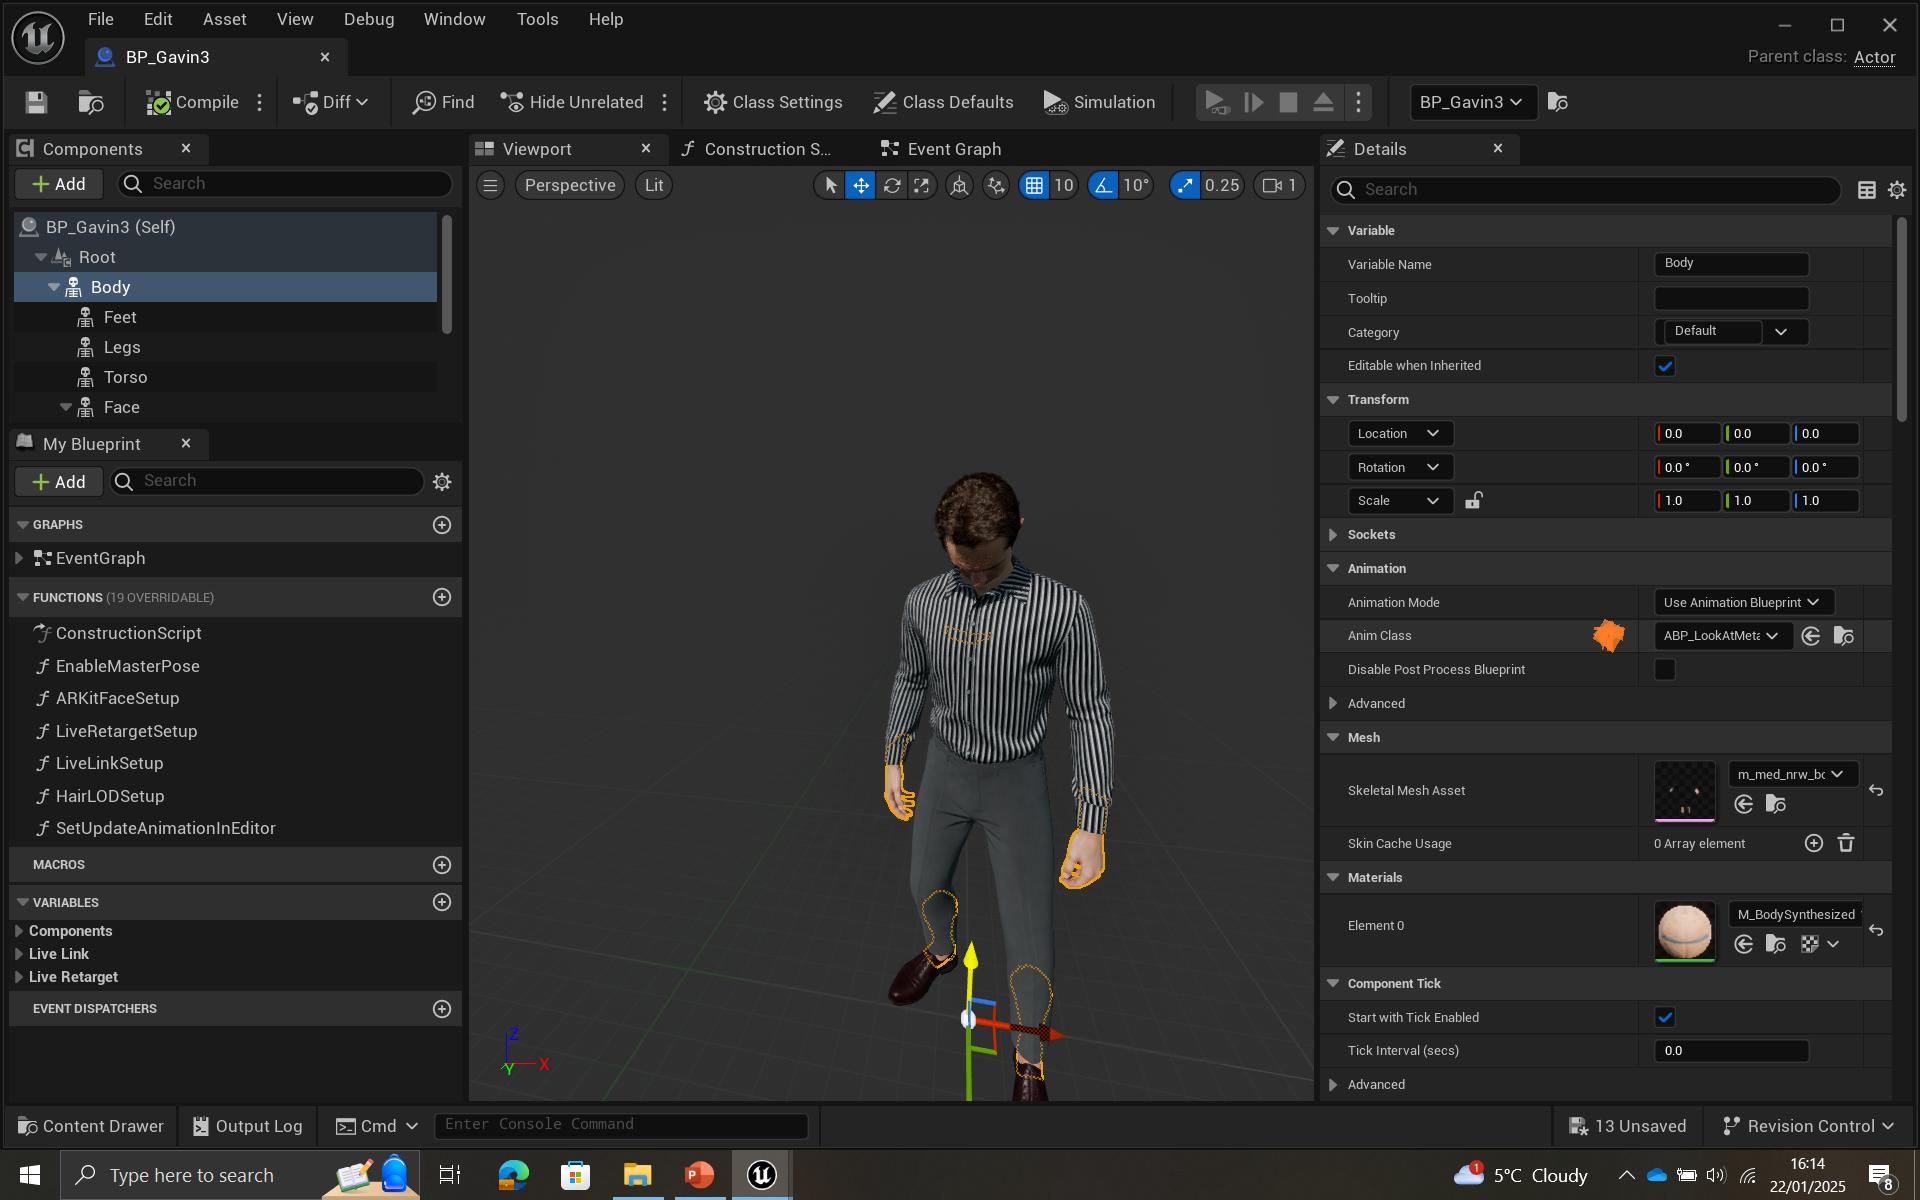 File Edit Asset View Debug Window Tools Help
BP_Gavin3
Parent class: Actor
Compile Diff Find Hide Unrelated Class Settings Class Defaults Simulation BP_Gavin3
Components
Add Search
BP_Gavin3 (Self)
Root
Body
Feet
Legs
Torso
Face
My Blueprint
Add Search
GRAPHS
EventGraph
FUNCTIONS (19 OVERRIDABLE)
ConstructionScript
EnableMasterPose
ARKitFaceSetup
LiveRetargetSetup
LiveLinkSetup
HairLODSetup
SetUpdateAnimationInEditor
MACROS
VARIABLES
Components
Live Link
Live Retarget
EVENT DISPATCHERS
Viewport Construction S... Event Graph
Perspective Lit 10 10° 0.25 1
Z
X
Y
Details
Search
Variable
Variable Name Body
Tooltip
Category Default
Editable when Inherited
Transform
Location 0.0 0.0 0.0
Rotation 0.0 ° 0.0 ° 0.0 °
Scale 1.0 1.0 1.0
Sockets
Animation
Animation Mode Use Animation Blueprint
Anim Class ABP_LookAtMeta
Disable Post Process Blueprint
Advanced
Mesh
Skeletal Mesh Asset m_med_nrw_bo
Skin Cache Usage 0 Array element
Materials
Element 0 M_BodySynthesized
Component Tick
Start with Tick Enabled
Tick Interval (secs) 0.0
Advanced
Content Drawer Output Log Cmd Enter Console Command 13 Unsaved Revision Control
Type here to search
P
1
5°C Cloudy
16:14
22/01/2025
8